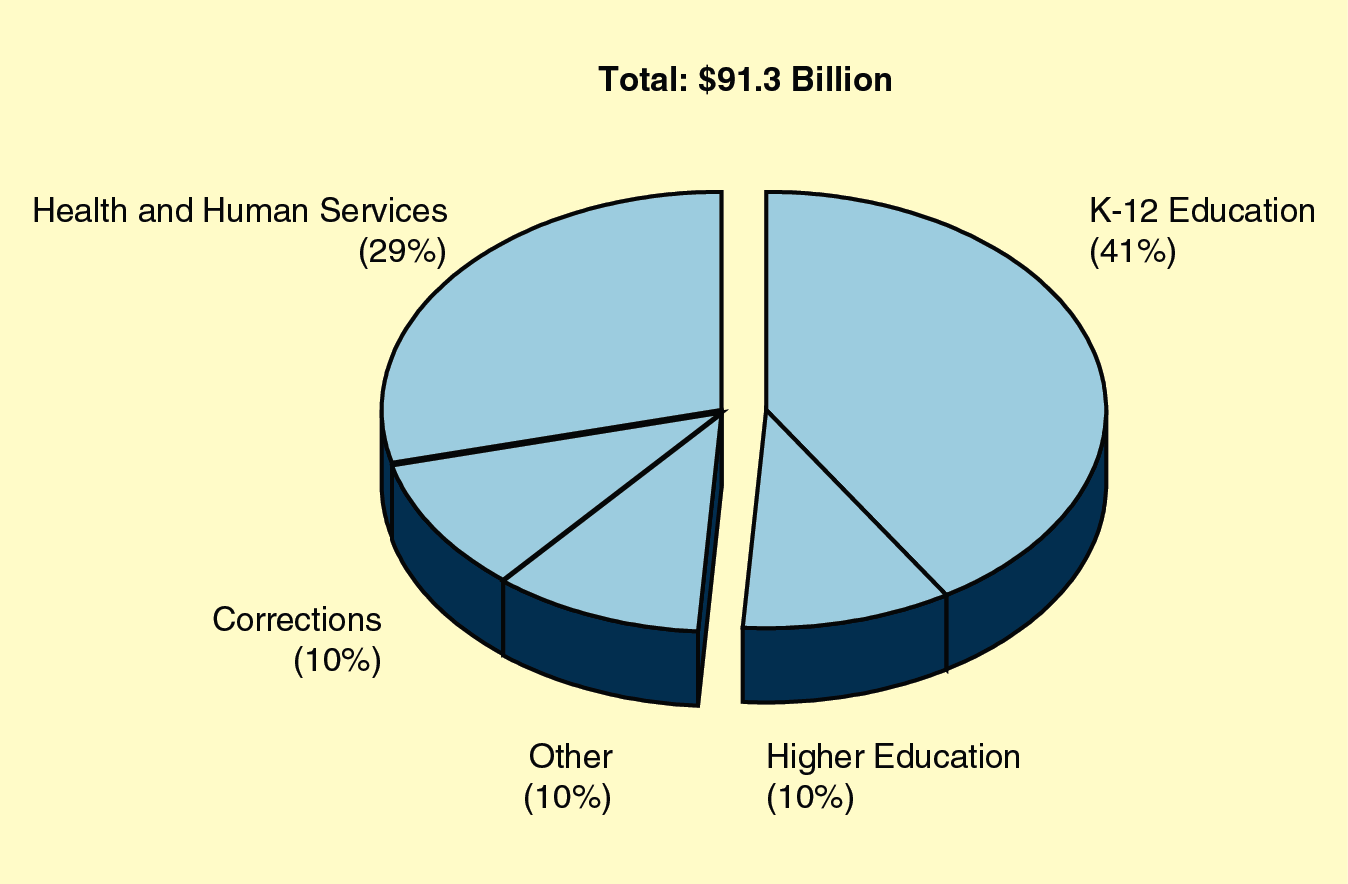 Total: $91.3 Billion
Health and Human Services
(29%)
K-12 Education
(41%)
Corrections
(10%)
Other
(10%)
Higher Education
(10%)